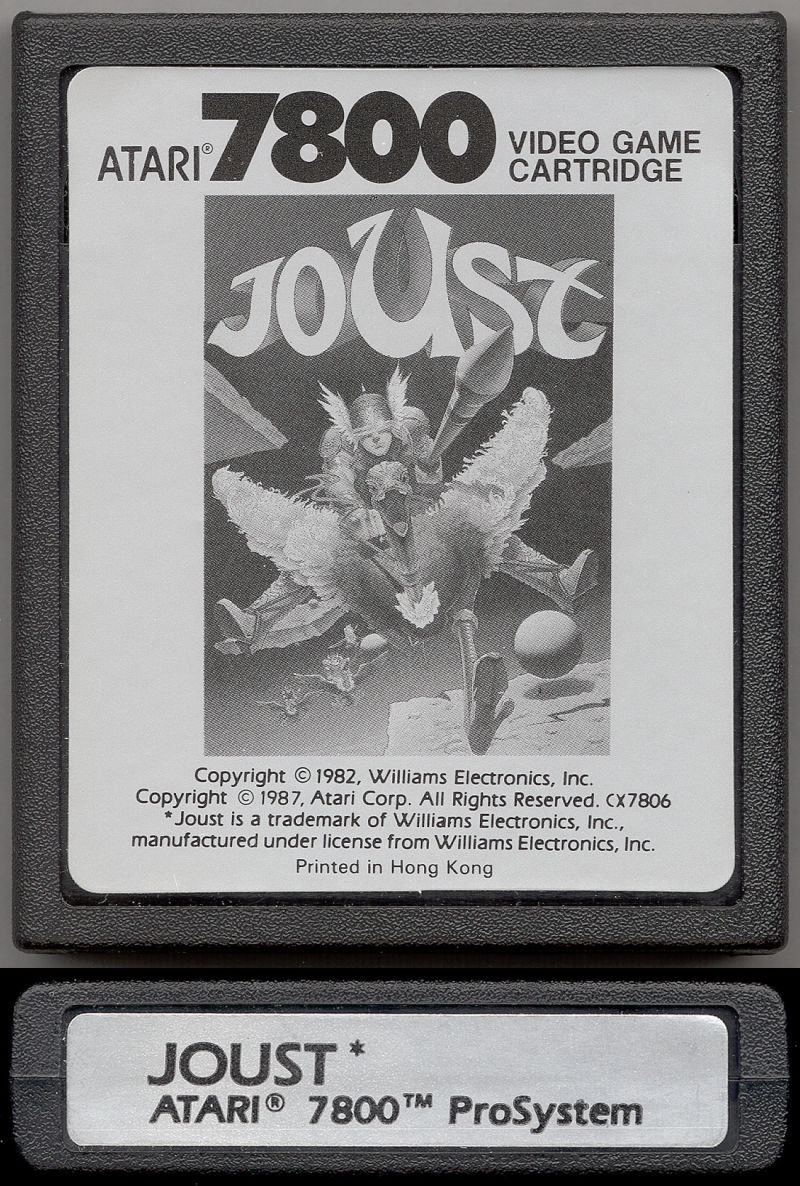 ATARI® 7800 VIDEO GAME
CARTRIDGE
JOUST
Copyright © 1982, Williams Electronics, Inc.
Copyright © 1987, Atari Corp. All Rights Reserved. CX7806
*Joust is a trademark of Williams Electronics, Inc.,
manufactured under license from Williams Electronics, Inc.
Printed in Hong Kong
JOUST*
ATARI® 7800™ ProSystem